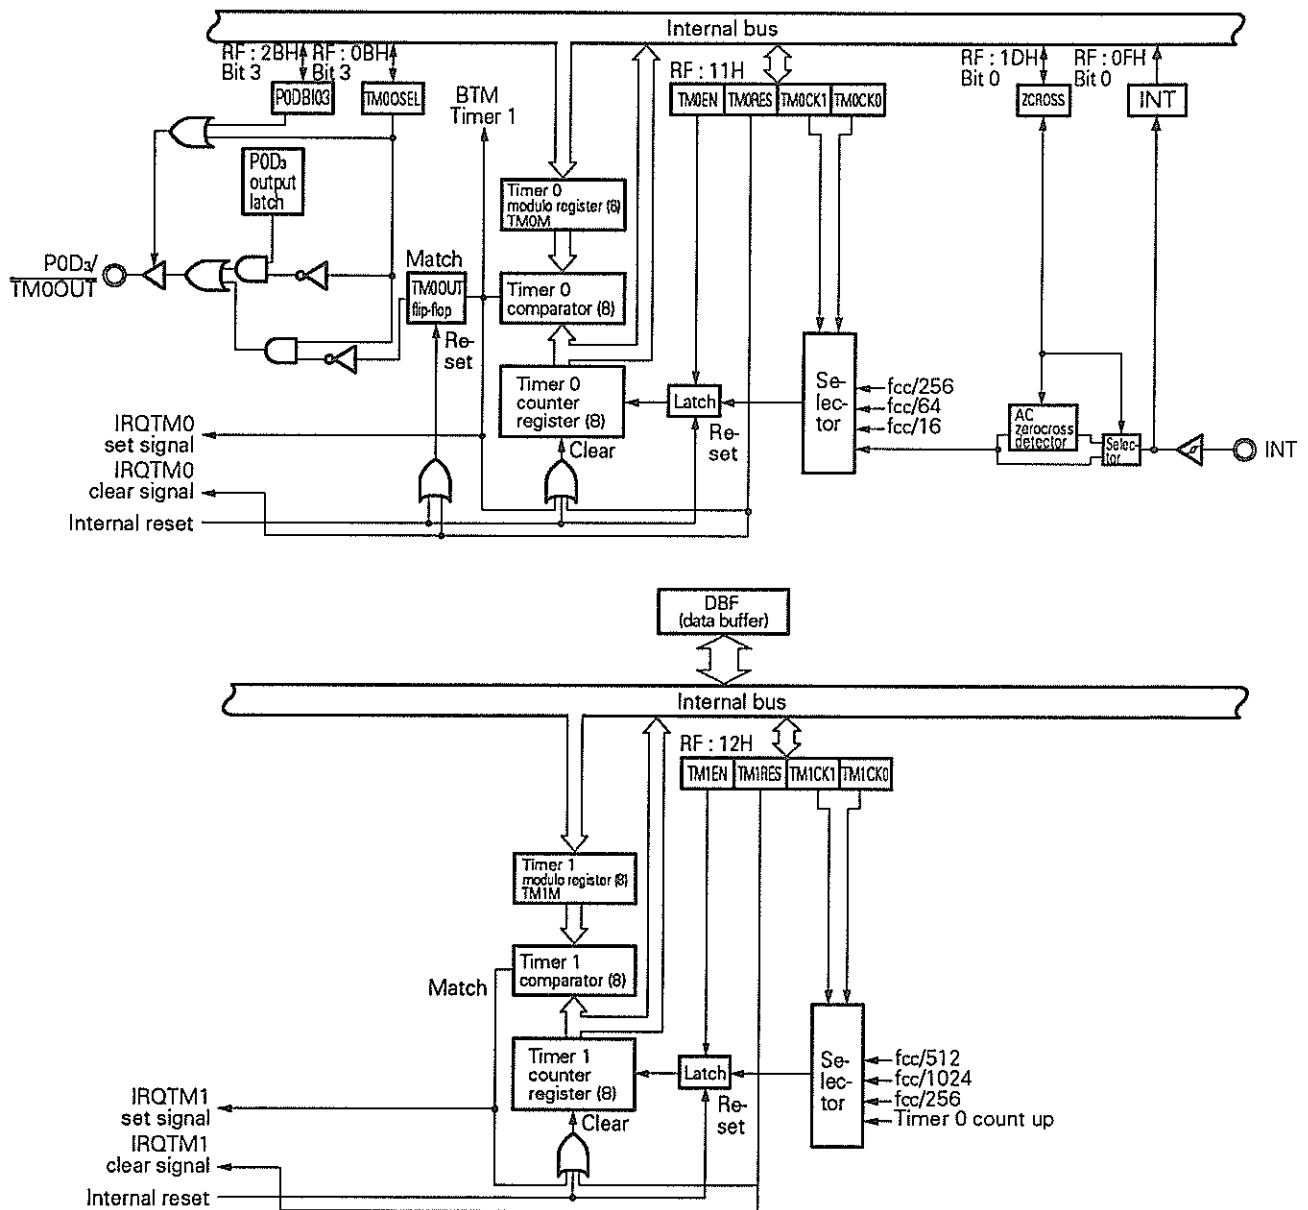 Internal bus
RF : 2BH
Bit 3
RF : 0BH
Bit 3
P0DBIO3
TM0OSEL
BTM
Timer 1
RF : 11H
TM0EN
TM0RES
TM0CK1
TM0CK0
RF : 1DH
Bit 0
RF : 0FH
Bit 0
ZCROSS
INT
P0D₃
output
latch
Timer 0
modulo register (8)
TM0M
P0D₃/
TM0OUT
Match
TM0OUT
flip-flop
Timer 0
comparator (8)
Re-
set
Timer 0
counter
register (8)
Latch
Re-
set
Se-
lec-
tor
fcc/256
fcc/64
fcc/16
AC
zerocross
detector
Selec-
tor
INT
IRQTM0
set signal
Clear
IRQTM0
clear signal
Internal reset
DBF
(data buffer)
Internal bus
RF : 12H
TM1EN
TM1RES
TM1CK1
TM1CK0
Timer 1
modulo register (8)
TM1M
Match
Timer 1
comparator (8)
Timer 1
counter
register (8)
Latch
Re-
set
Se-
lec-
tor
fcc/512
fcc/1024
fcc/256
Timer 0 count up
IRQTM1
set signal
Clear
IRQTM1
clear signal
Internal reset